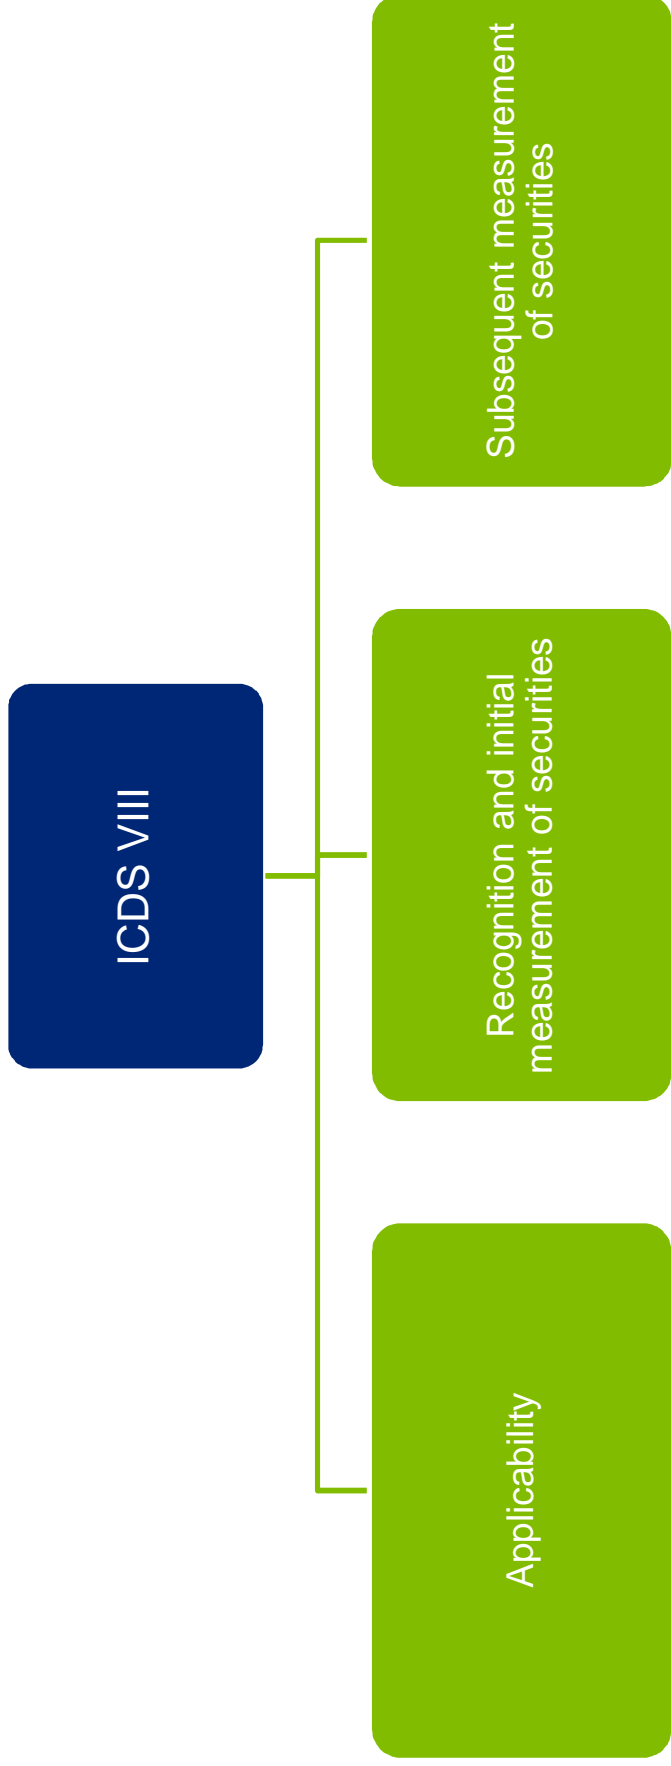 ICDS VIII
Applicability
Recognition and initial
measurement of securities
Subsequent measurement
of securities